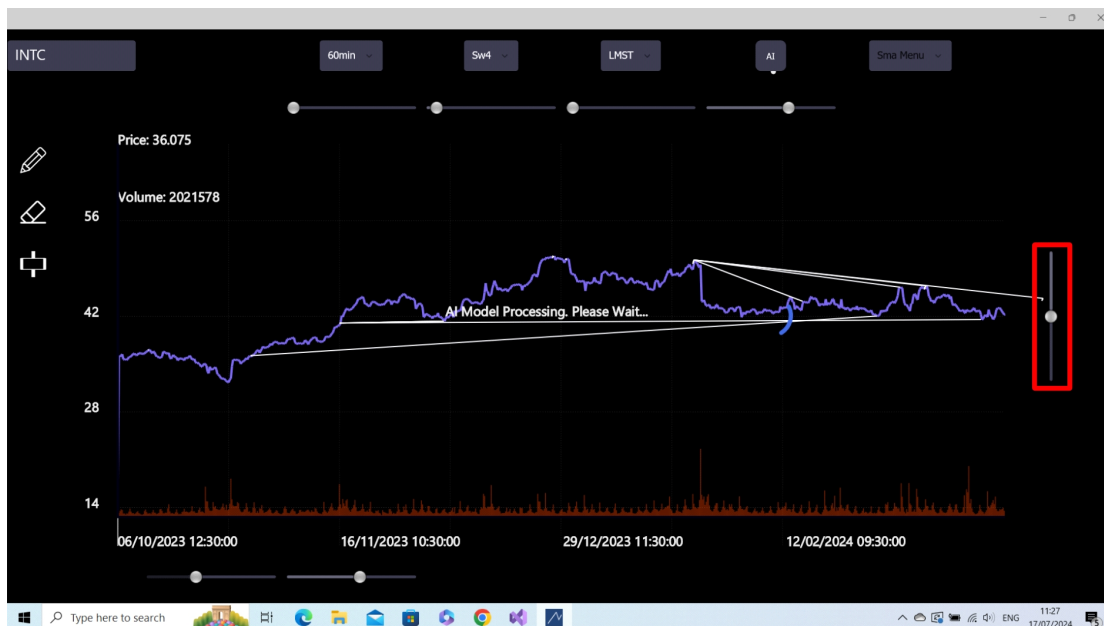 INTC
60min
Sw4
LMST
AI
Sma Menu
Price: 36.075
Volume: 2021578
56
42
28
14
AI Model Processing. Please Wait...
06/10/2023 12:30:00
16/11/2023 10:30:00
29/12/2023 11:30:00
12/02/2024 09:30:00
Type here to search
ENG
11:27
17/07/2024
5